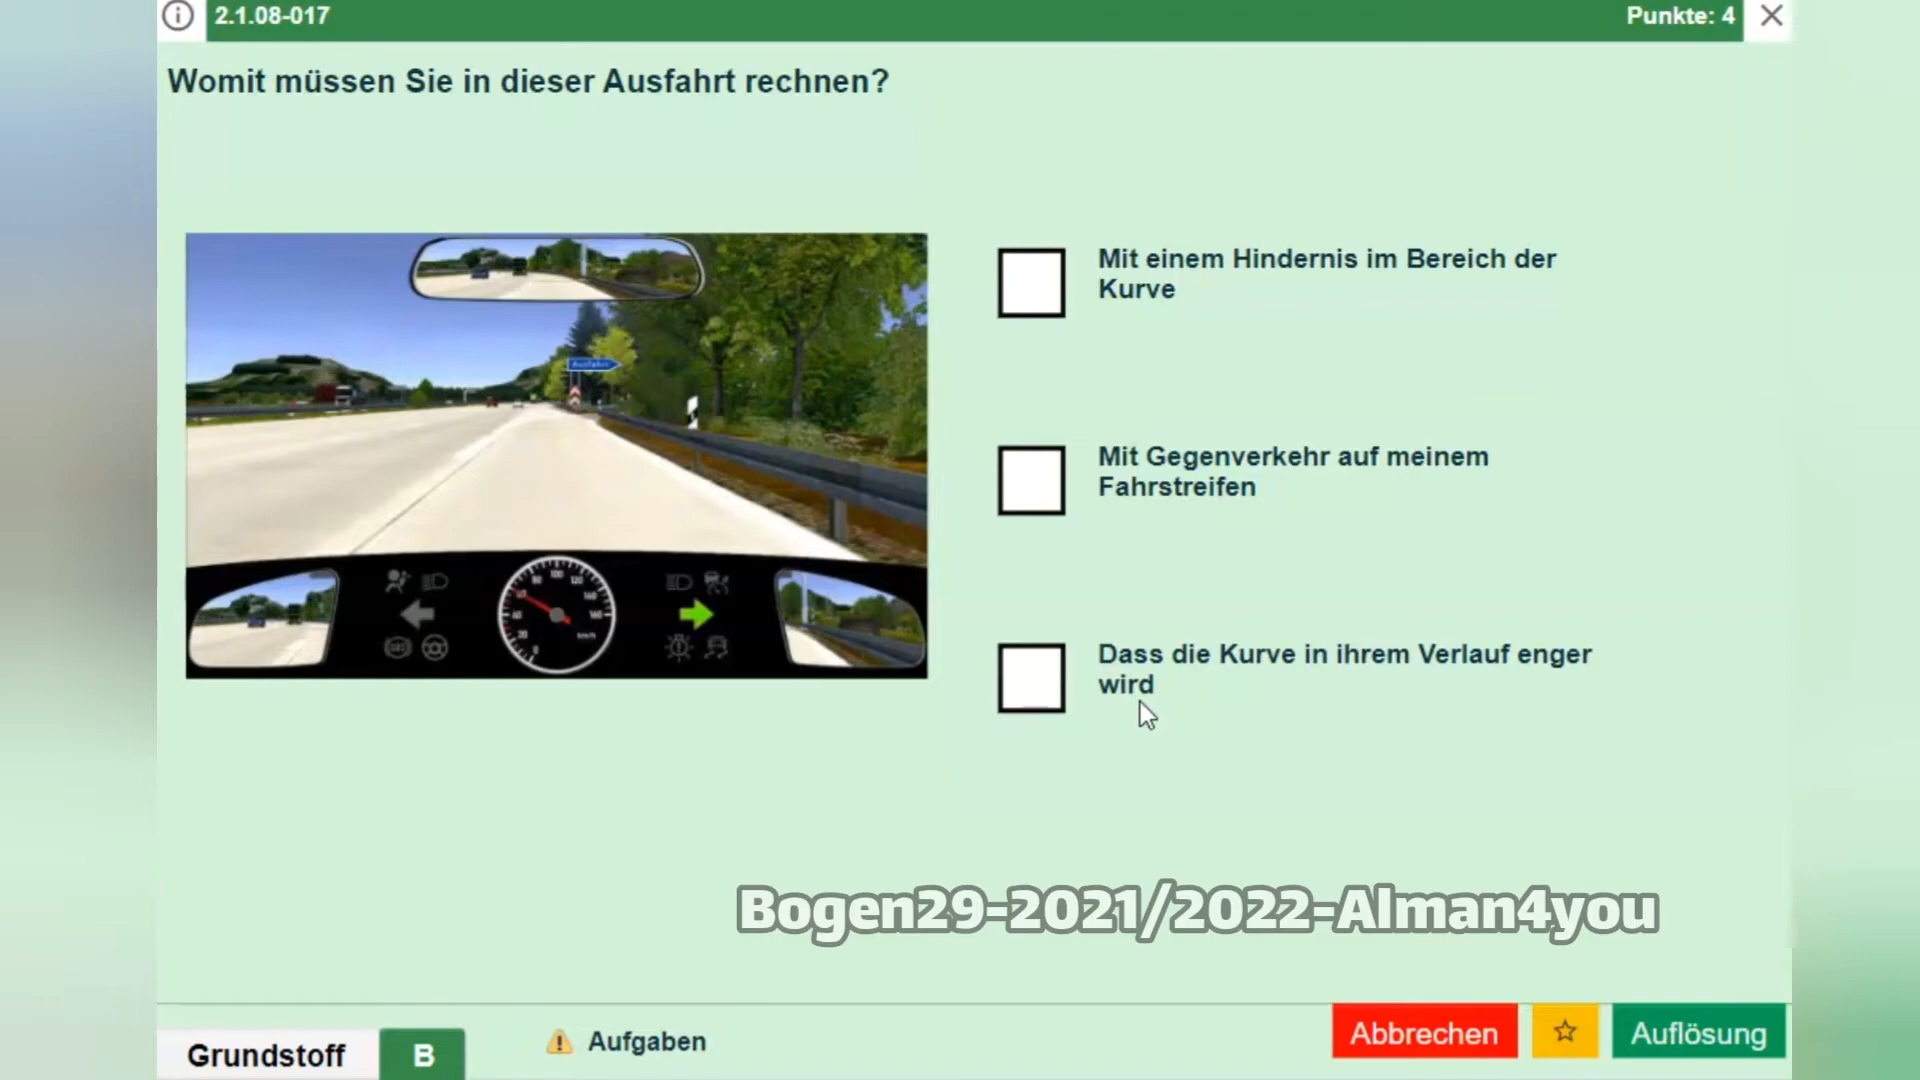 2.1.08-017
Punkte: 4
Womit müssen Sie in dieser Ausfahrt rechnen?
Mit einem Hindernis im Bereich der
Kurve
Ausfahrt
Mit Gegenverkehr auf meinem
Fahrstreifen
Dass die Kurve in ihrem Verlauf enger
wird
Bogen29-2021/2022-Alman4you
Grundstoff
B
Aufgaben
Abbrechen
Auflösung